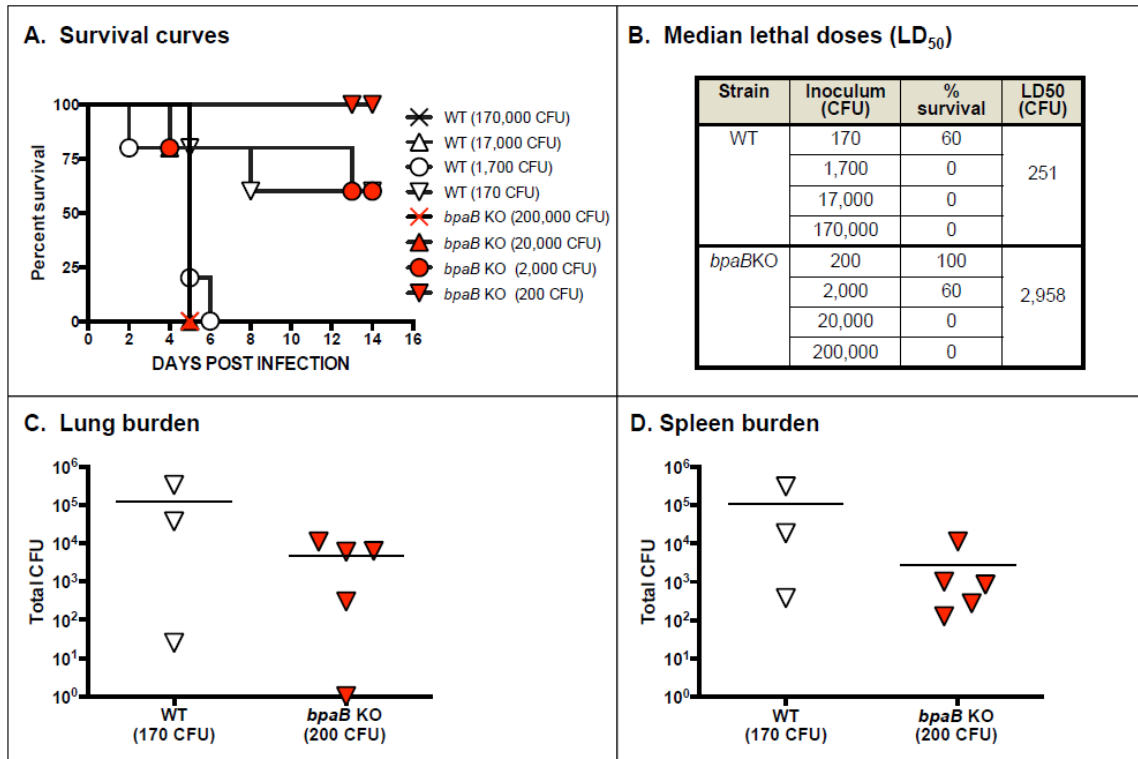 A. Survival curves
100
75
50
25
0
Percent survival
0 2 4 6 8 10 12 14 16
DAYS POST INFECTION
WT (170,000 CFU)
WT (17,000 CFU)
WT (1,700 CFU)
WT (170 CFU)
bpaB KO (200,000 CFU)
bpaB KO (20,000 CFU)
bpaB KO (2,000 CFU)
bpaB KO (200 CFU)
B. Median lethal doses (LD50)
Strain Inoculum (CFU) % survival LD50 (CFU)
WT 170 60 251
1,700 0
17,000 0
170,000 0
bpaBKO 200 100 2,958
2,000 60
20,000 0
200,000 0
C. Lung burden
10^6
10^5
10^4
10^3
10^2
10^1
10^0
Total CFU
WT bpaB KO
(170 CFU) (200 CFU)
D. Spleen burden
10^6
10^5
10^4
10^3
10^2
10^1
10^0
Total CFU
WT bpaB KO
(170 CFU) (200 CFU)